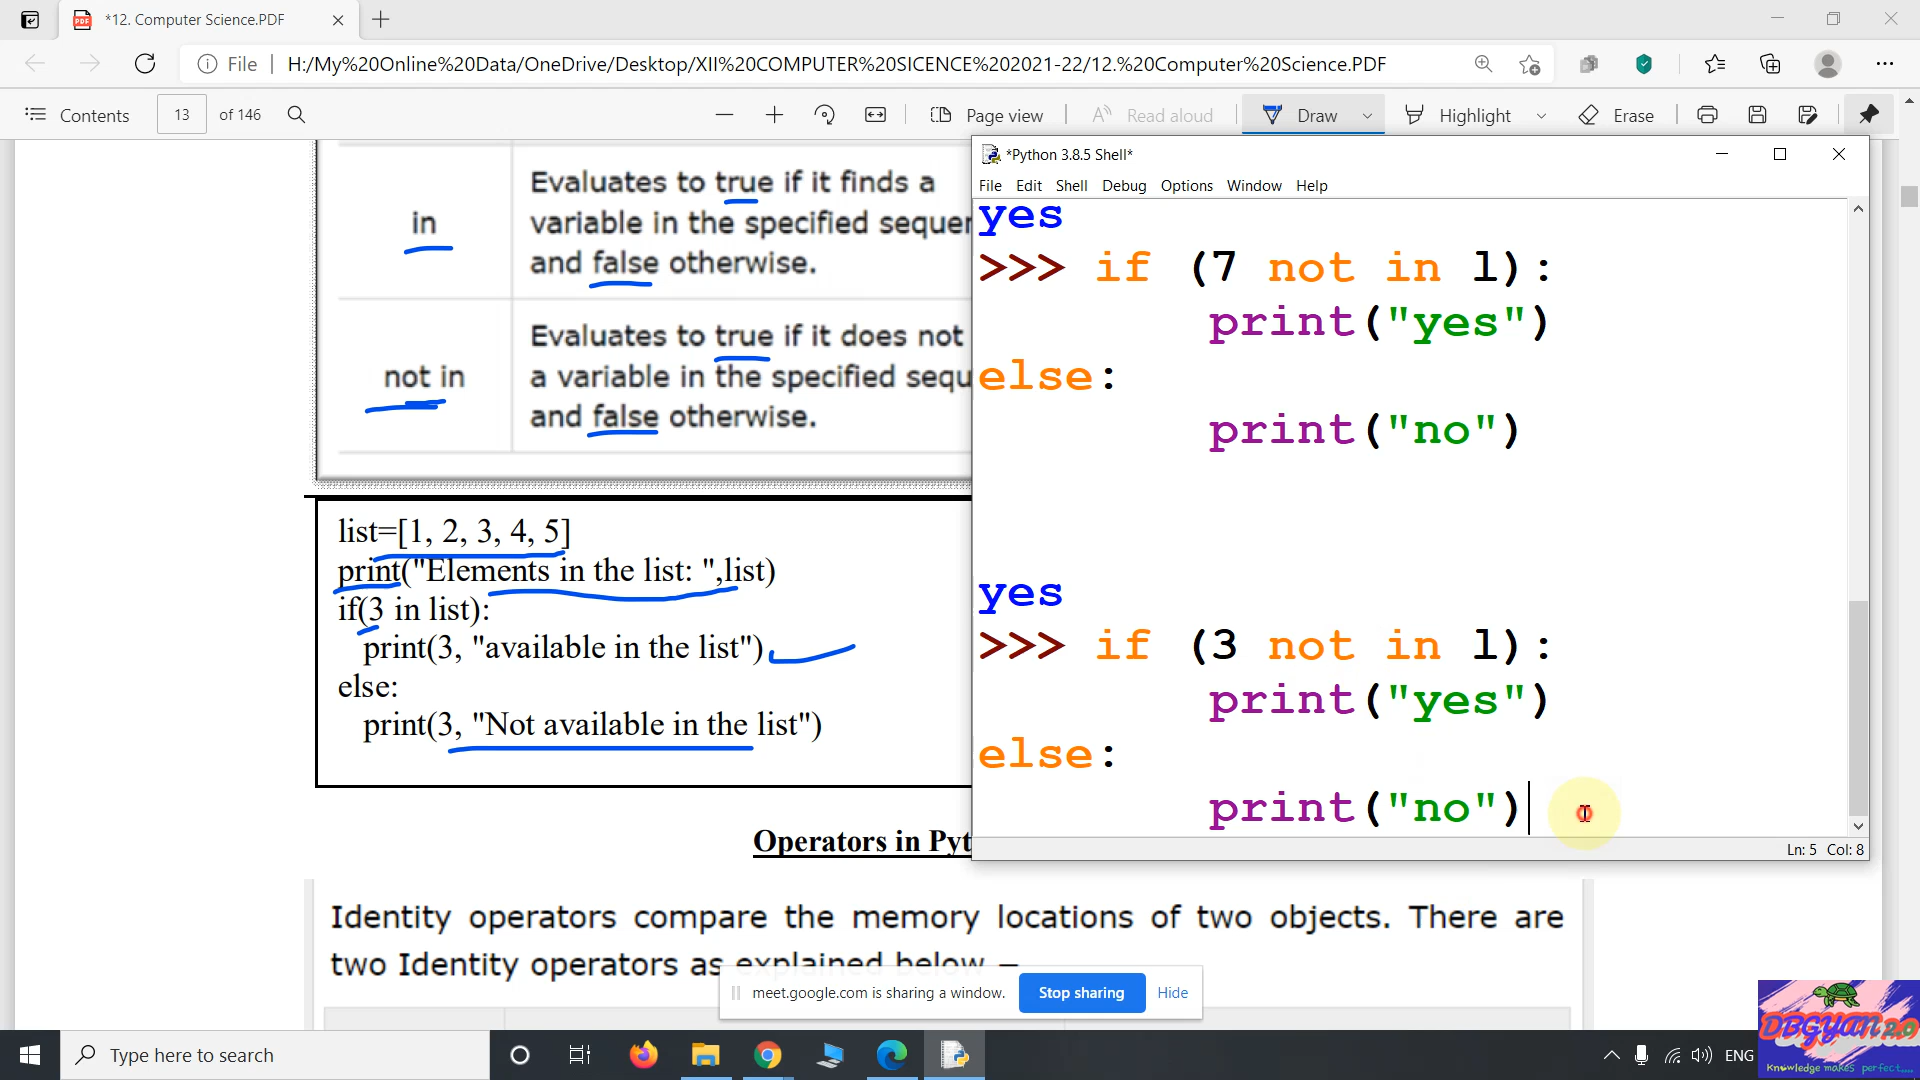 *12. Computer Science.PDF
File
H:/My%20Online%20Data/OneDrive/Desktop/XII%20COMPUTER%20SICENCE%202021-22/12.%20Computer%20Science.PDF
Contents
13
of 146
Page view
Read aloud
Draw
Highlight
Erase
in
Evaluates to true if it finds a
variable in the specified sequen
and false otherwise.
not in
Evaluates to true if it does not
a variable in the specified sequ
and false otherwise.
list=[1, 2, 3, 4, 5]
print("Elements in the list: ",list)
if(3 in list):
print(3, "available in the list")
else:
print(3, "Not available in the list")
Operators in Pyt
Identity operators compare the memory locations of two objects. There are
two Identity operators as explained below –
*Python 3.8.5 Shell*
File Edit Shell Debug Options Window Help
yes
>>> if (7 not in l):
print("yes")
else:
print("no")
yes
>>> if (3 not in l):
print("yes")
else:
print("no")
Ln: 5 Col: 8
meet.google.com is sharing a window.
Stop sharing
Hide
Type here to search
ENG
DBGYAN 2.0
Knowledge makes perfect....